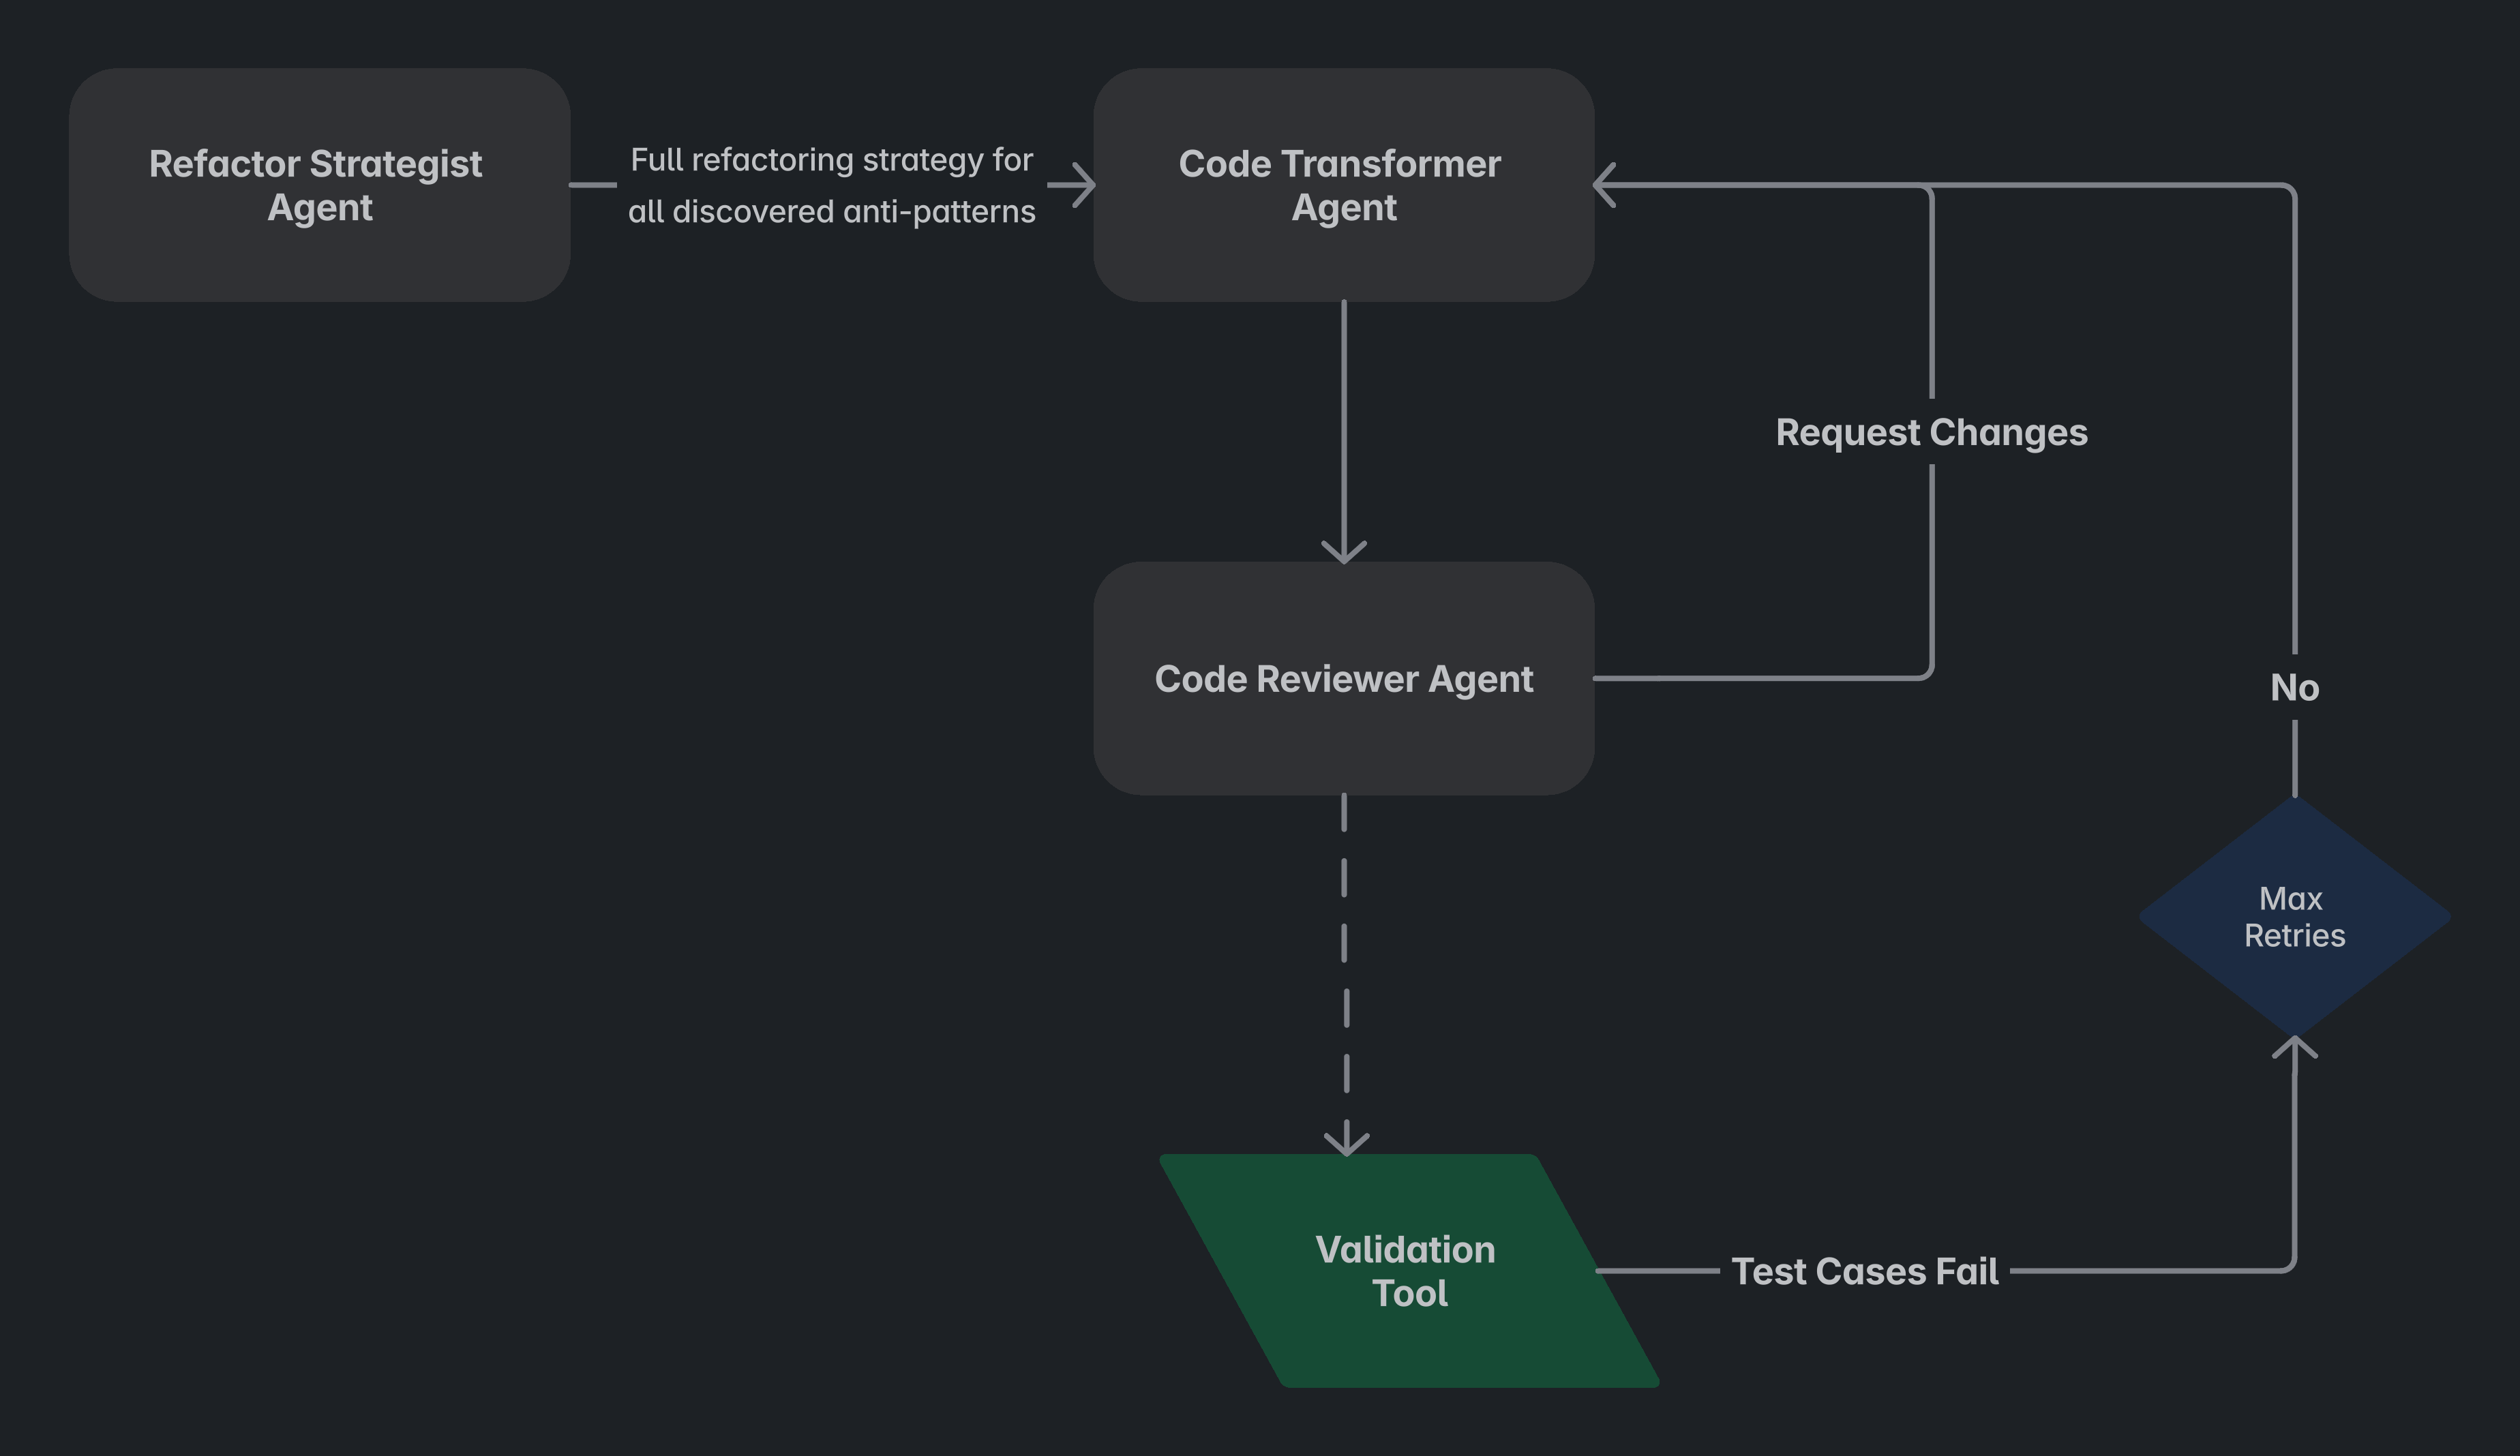 Refactor Strategist
Agent
Full refactoring strategy for
all discovered anti-patterns
Code Transformer
Agent
Request Changes
Code Reviewer Agent
No
Max
Retries
Validation
Tool
Test Cases Fail